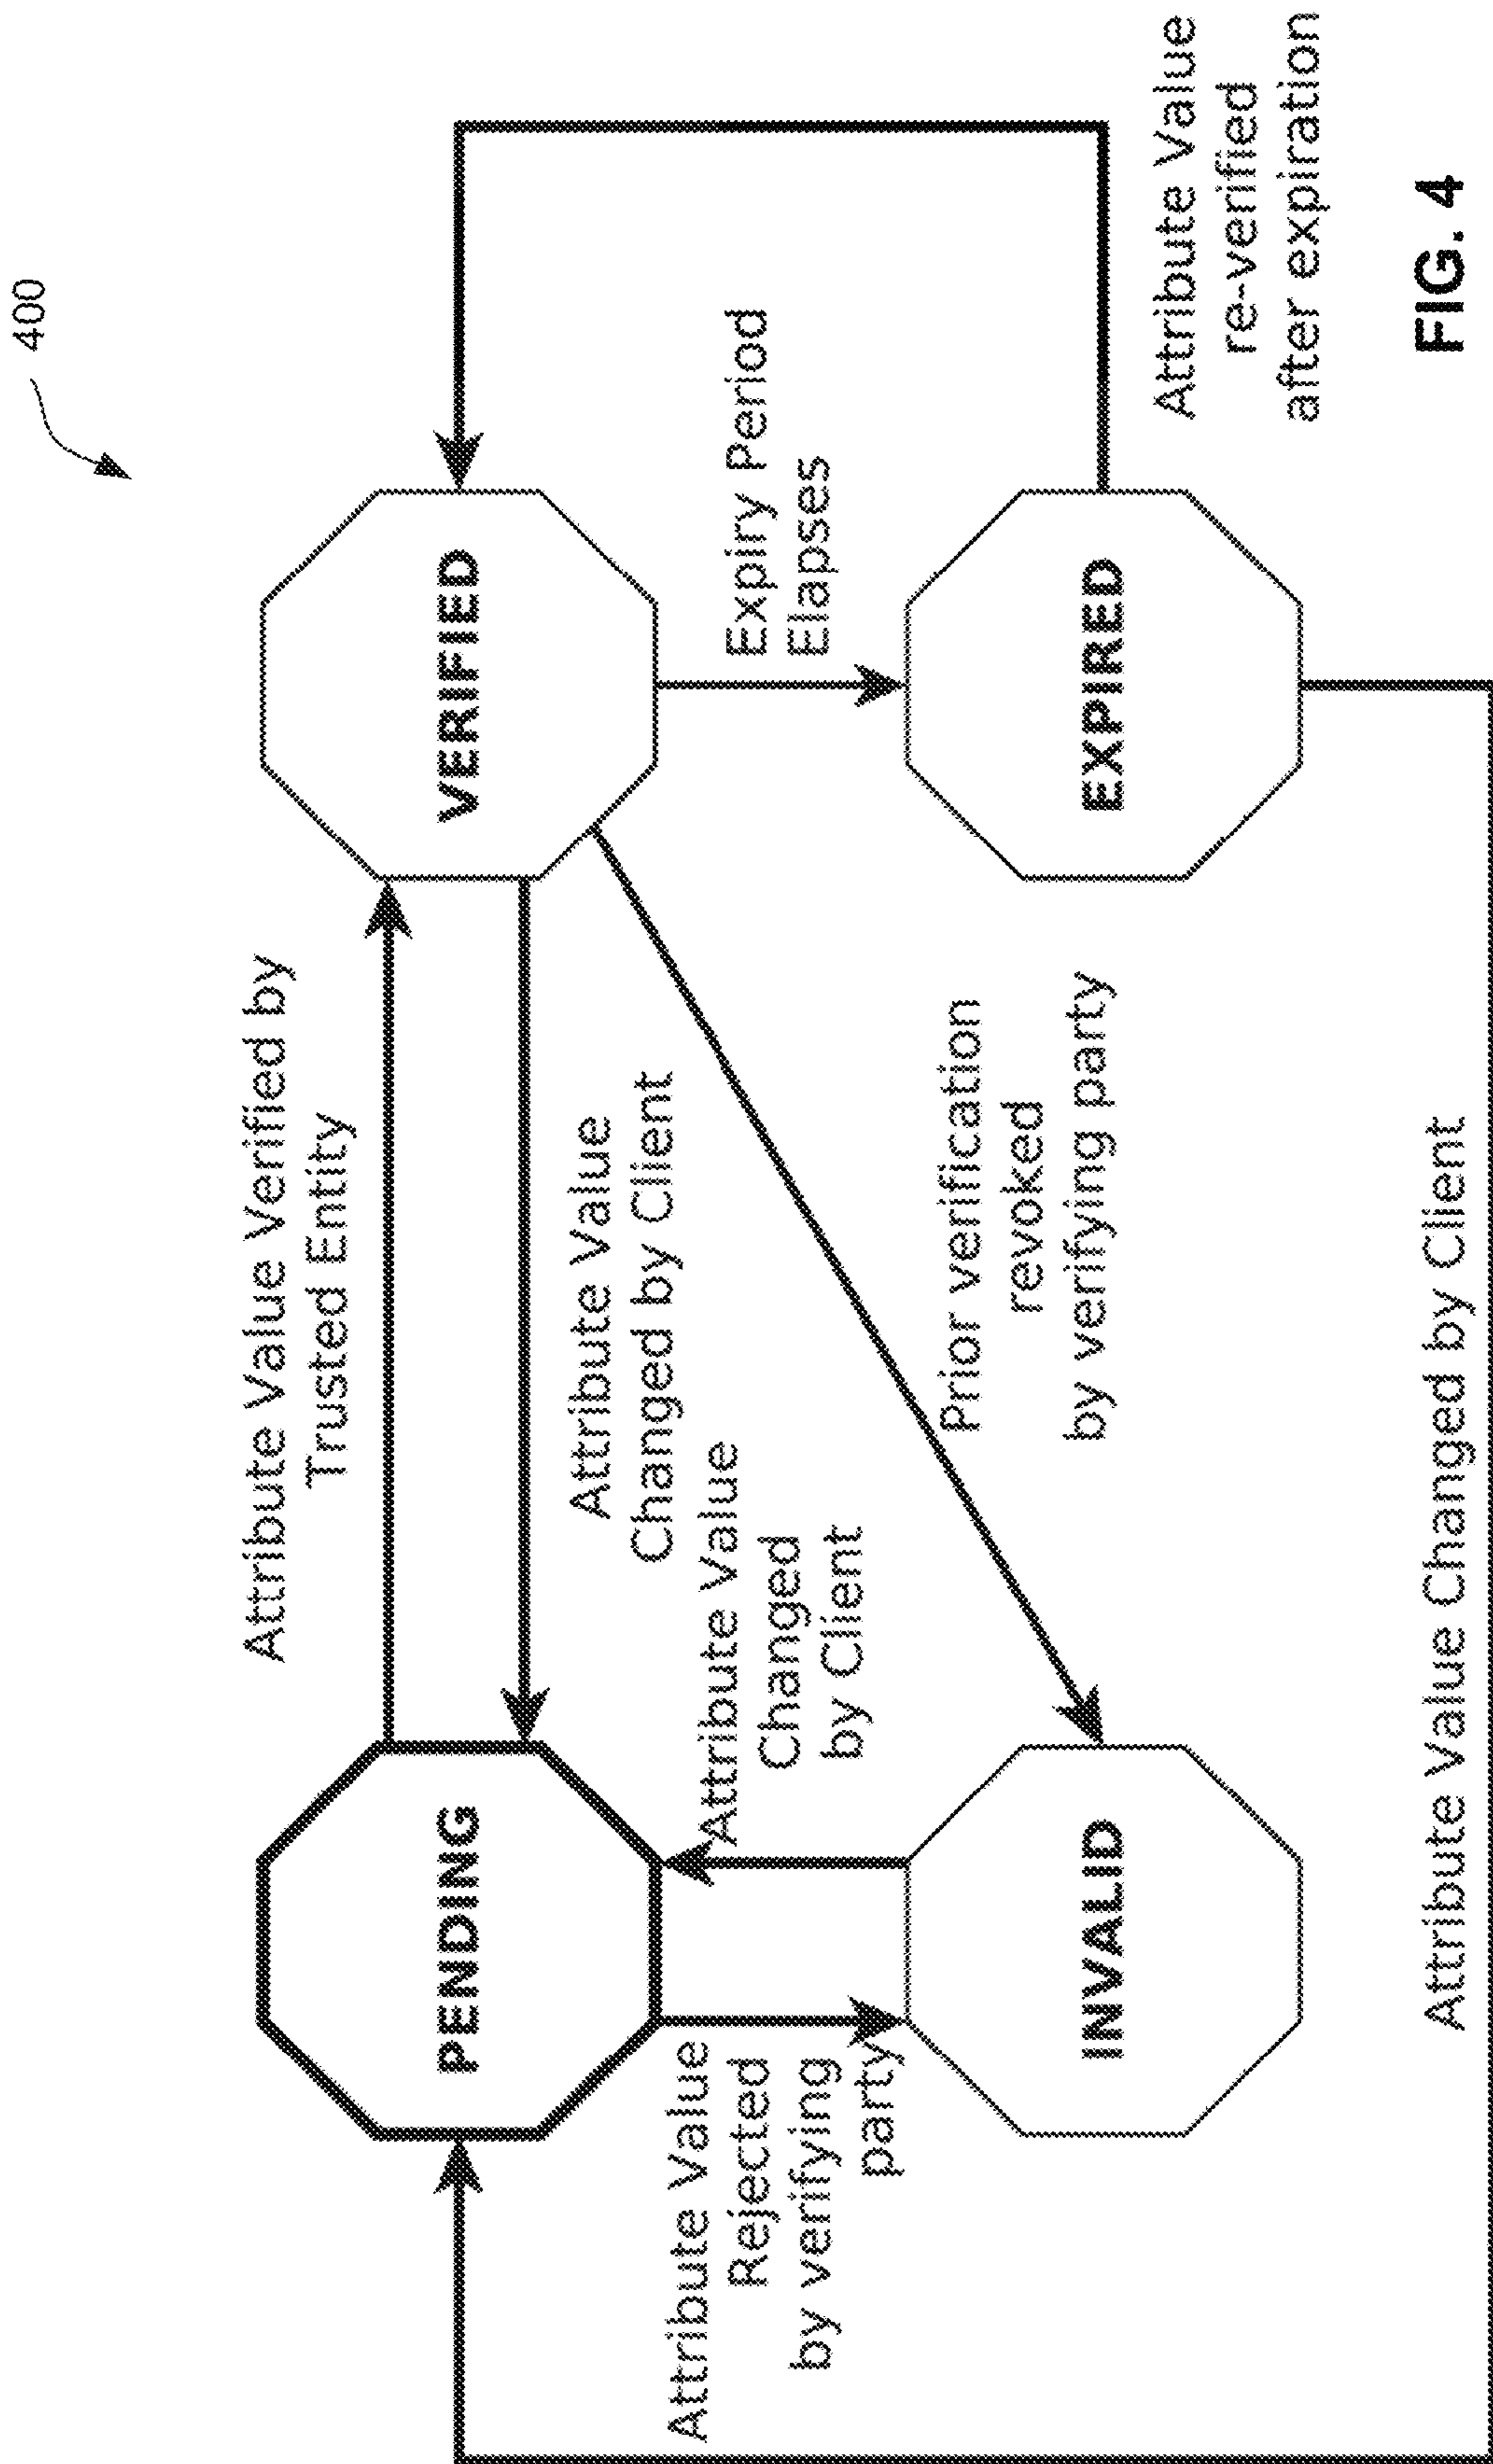 400
Attribute Value Verified by
Trusted Entity
PENDING
VERIFIED
Attribute Value
Changed by Client
Attribute Value
Rejected
by verifying
party
Attribute Value
Changed
by Client
Expiry Period
Elapses
Prior verification
revoked
by verifying party
INVALID
EXPIRED
Attribute Value
re-verified
after expiration
Attribute Value Changed by Client
FIG. 4